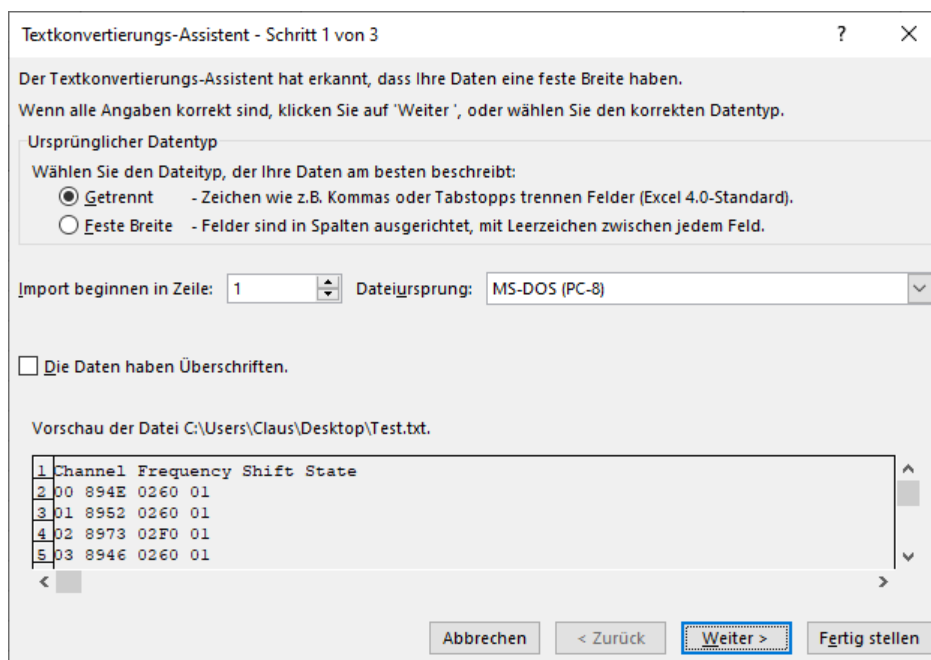 Textkonvertierungs-Assistent - Schritt 1 von 3 ?
Der Textkonvertierungs-Assistent hat erkannt, dass Ihre Daten eine feste Breite haben.
Wenn alle Angaben korrekt sind, klicken Sie auf 'Weiter ', oder wählen Sie den korrekten Datentyp.
Ursprünglicher Datentyp
Wählen Sie den Dateityp, der Ihre Daten am besten beschreibt:
Getrennt - Zeichen wie z.B. Kommas oder Tabstopps trennen Felder (Excel 4.0-Standard).
Feste Breite - Felder sind in Spalten ausgerichtet, mit Leerzeichen zwischen jedem Feld.
Import beginnen in Zeile: 1 Dateiursprung: MS-DOS (PC-8)
Die Daten haben Überschriften.
Vorschau der Datei C:\Users\Claus\Desktop\Test.txt.
1 Channel Frequency Shift State
2 00 894E 0260 01
3 01 8952 0260 01
4 02 8973 02F0 01
5 03 8946 0260 01
Abbrechen < Zurück Weiter > Fertig stellen